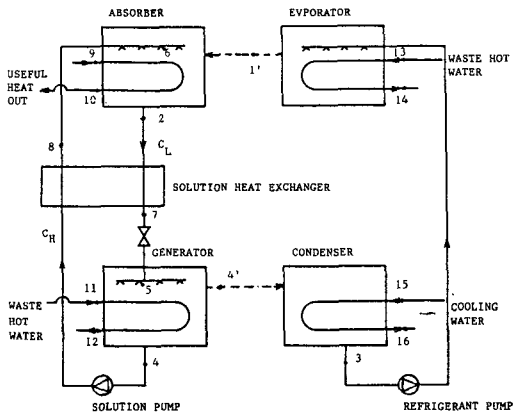 ABSORBER
EVPORATOR
9
6
1'
13
WASTE HOT
WATER
USEFUL
HEAT
OUT
10
14
2
8
C_L
SOLUTION HEAT EXCHANGER
7
C_H
GENERATOR
CONDENSER
5
4'
11
15
WASTE
HOT
WATER
COOLING
WATER
12
16
4
3
SOLUTION PUMP
REFRIGERANT PUMP